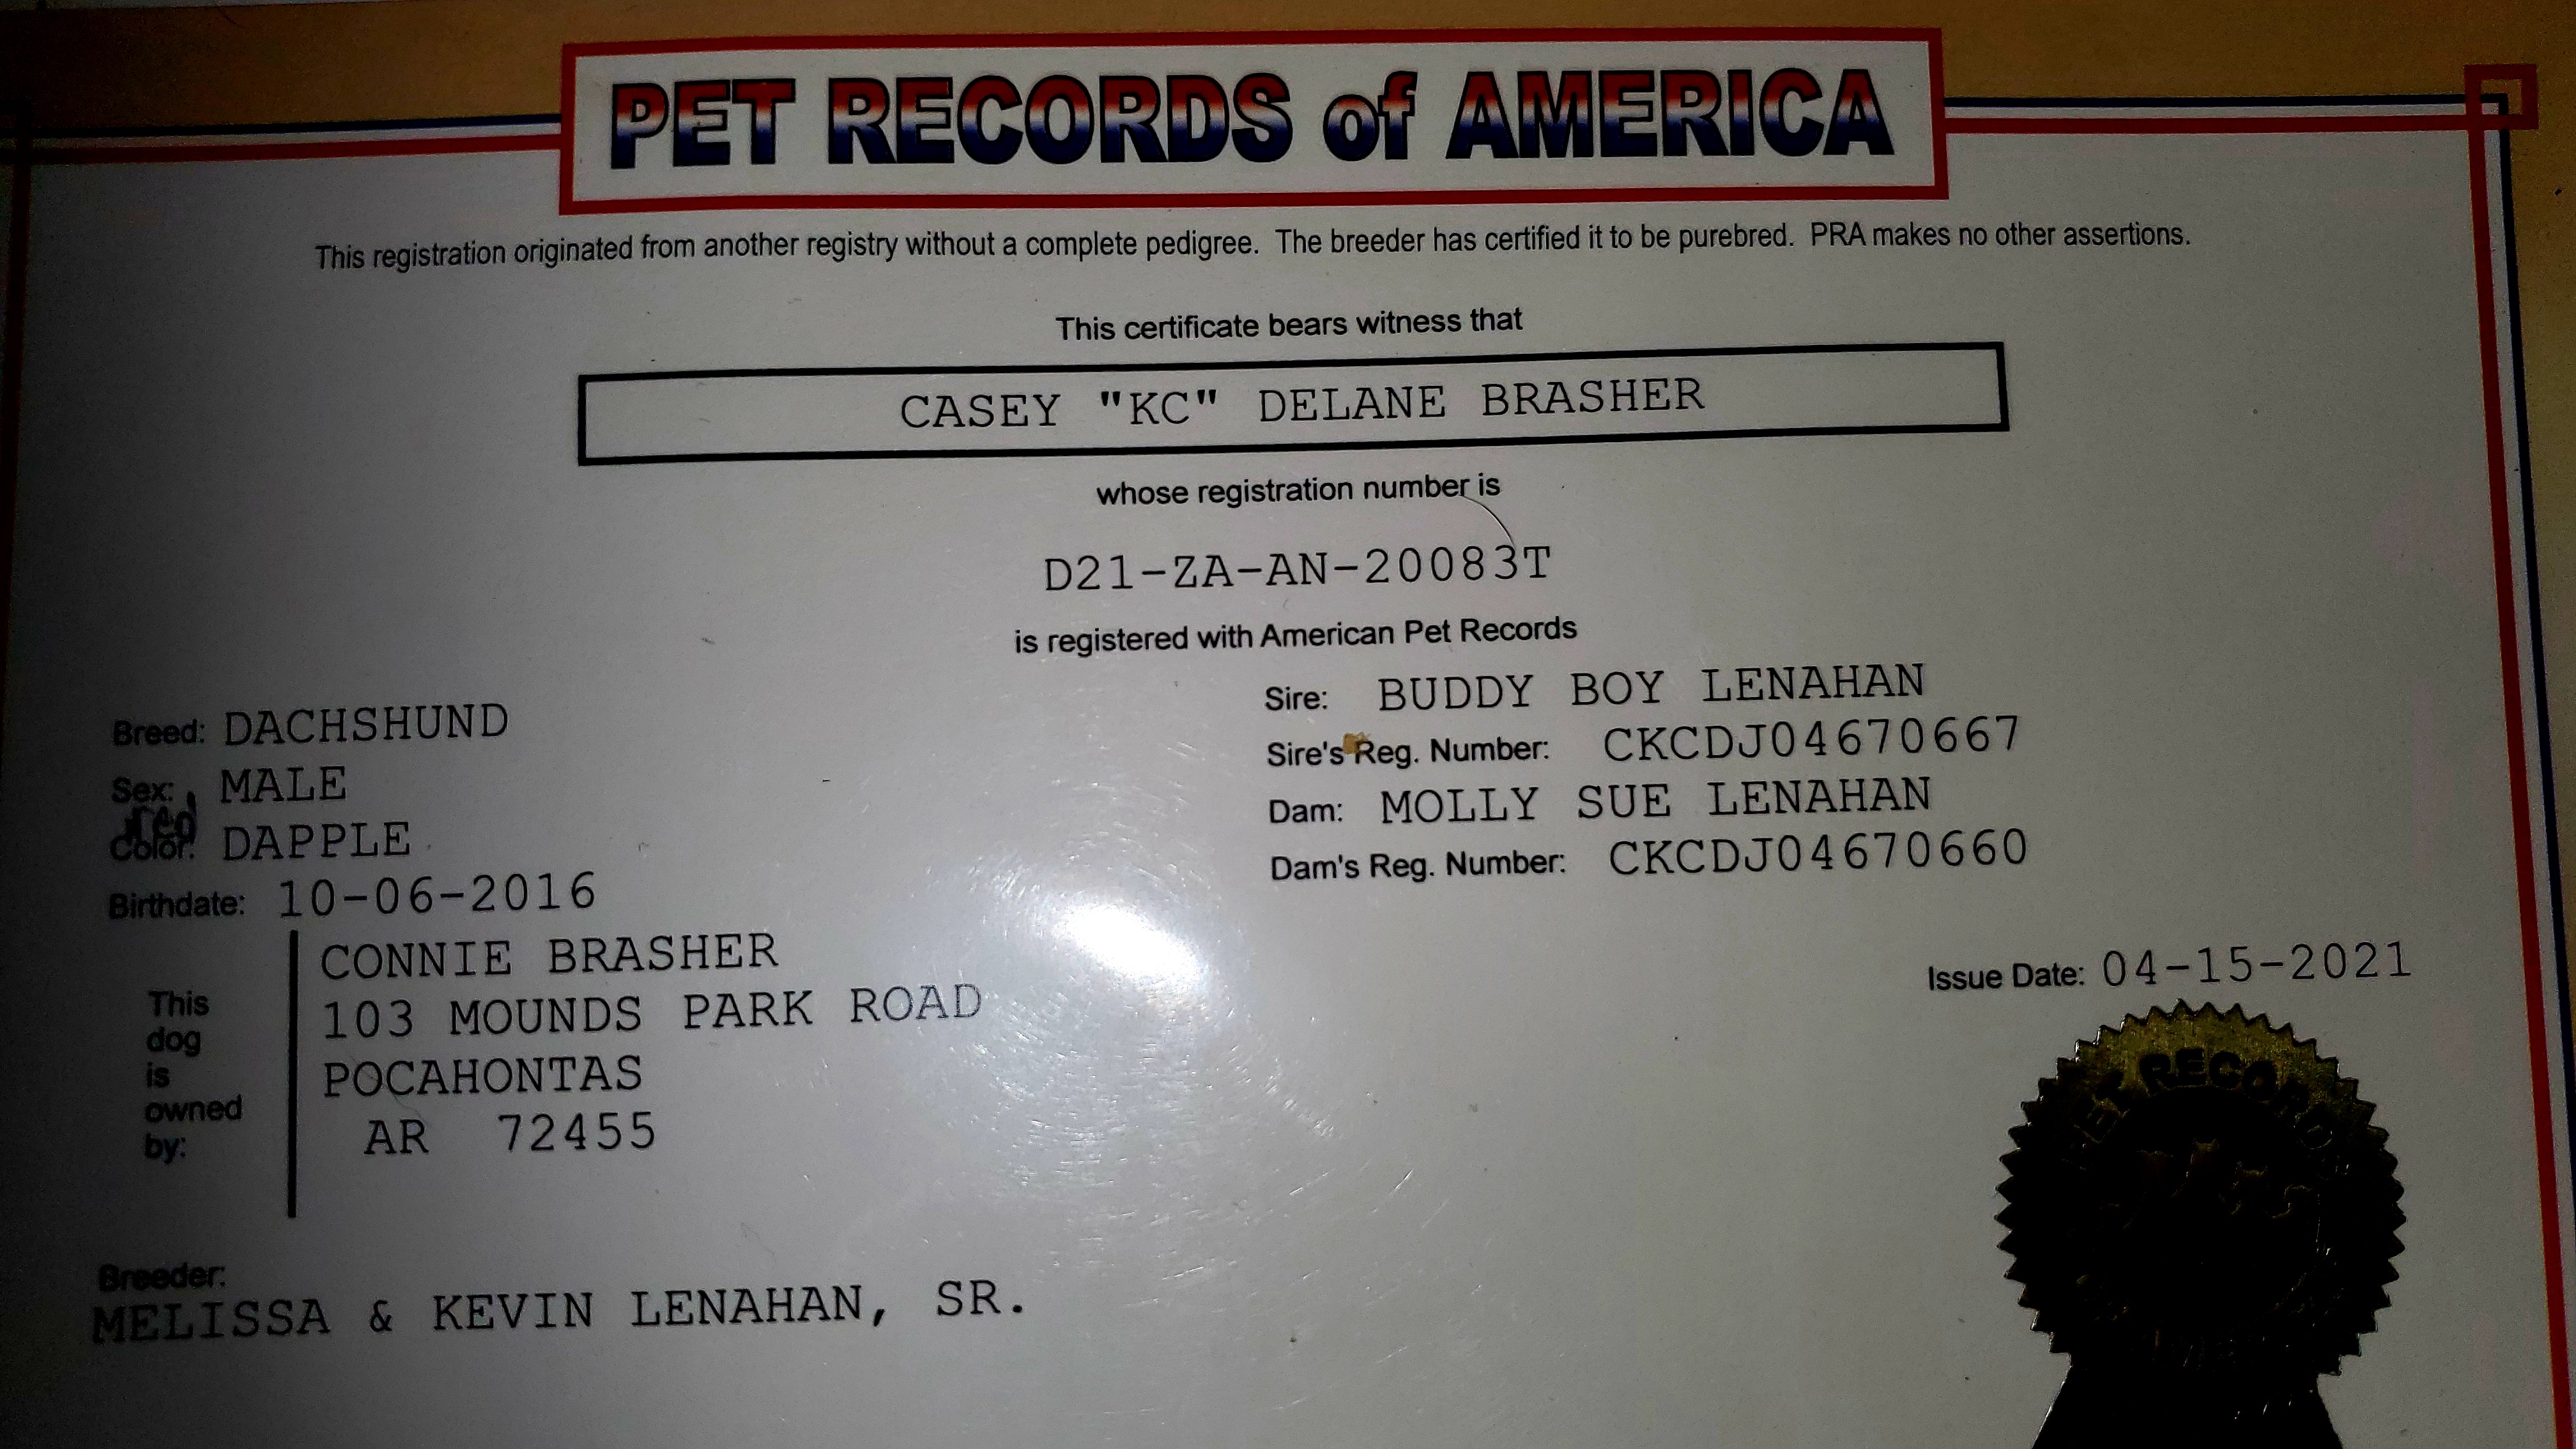 PET RECORDS of AMERICA
This registration originated from another registry without a complete pedigree. The breeder has certified it to be purebred. PRA makes no other assertions.
This certificate bears witness that
CASEY "KC" DELANE BRASHER
whose registration number is
D21-ZA-AN-20083T
is registered with American Pet Records
Breed: DACHSHUND
Sex: MALE
red
Color: DAPPLE
Birthdate: 10-06-2016
Sire: BUDDY BOY LENAHAN
Sire's Reg. Number: CKCDJ04670667
Dam: MOLLY SUE LENAHAN
Dam's Reg. Number: CKCDJ04670660
This
dog
is
owned
by:
CONNIE BRASHER
103 MOUNDS PARK ROAD
POCAHONTAS
AR 72455
Issue Date: 04-15-2021
PET RECORDS
Breeder:
MELISSA & KEVIN LENAHAN, SR.